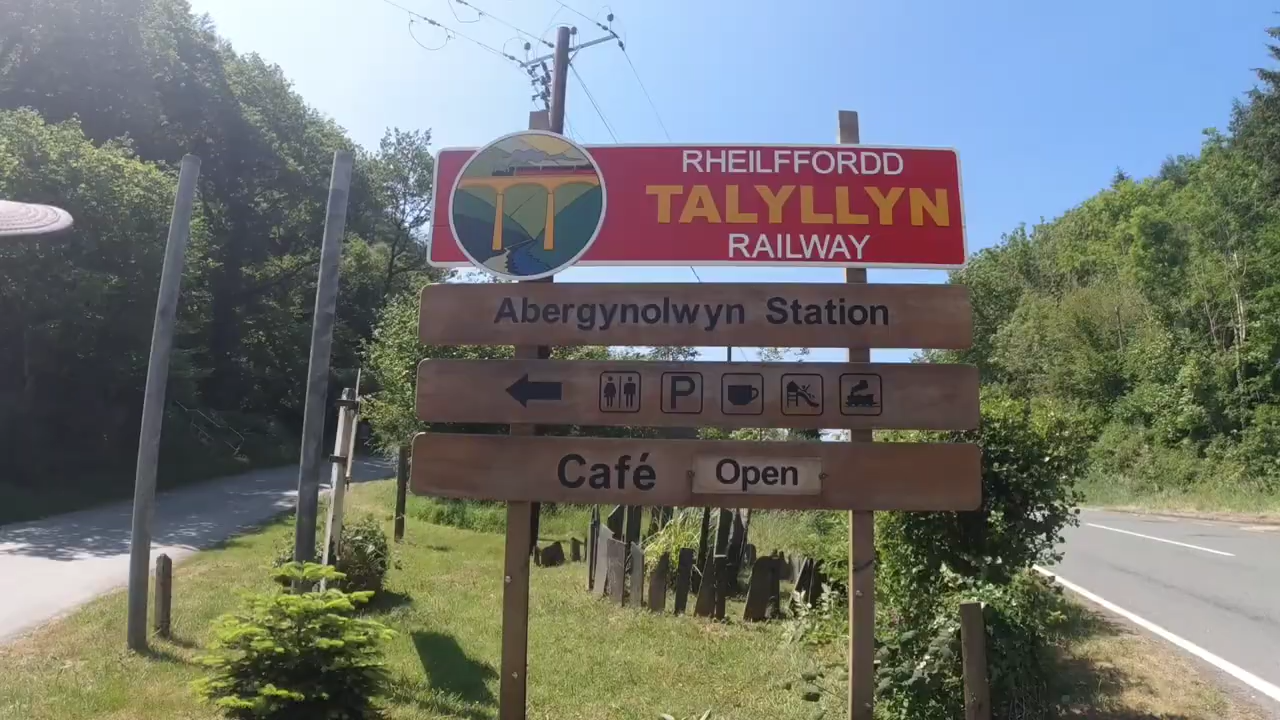 RHEILFFORDD
TALYLLYN
RAILWAY
Abergynolwyn Station
P
Café Open